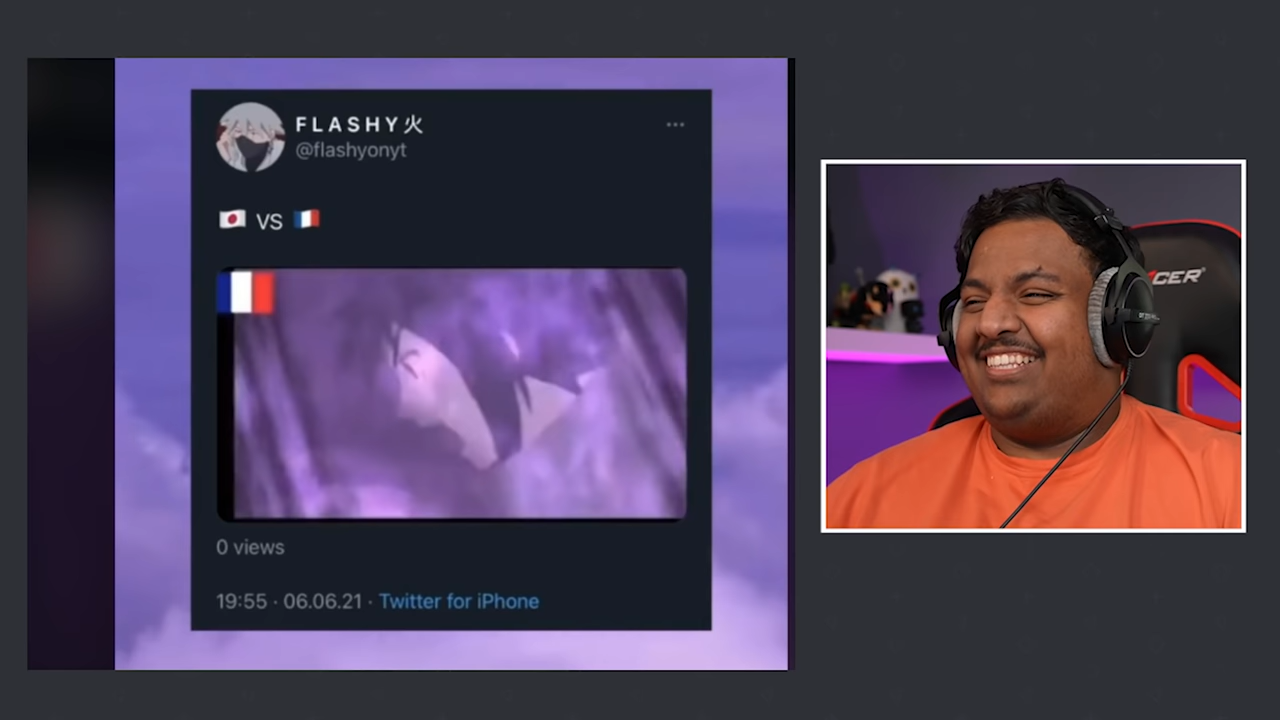 FLASHY火
@flashyonyt
🇯🇵 VS 🇫🇷
0 views
19:55 · 06.06.21 · Twitter for iPhone
CER